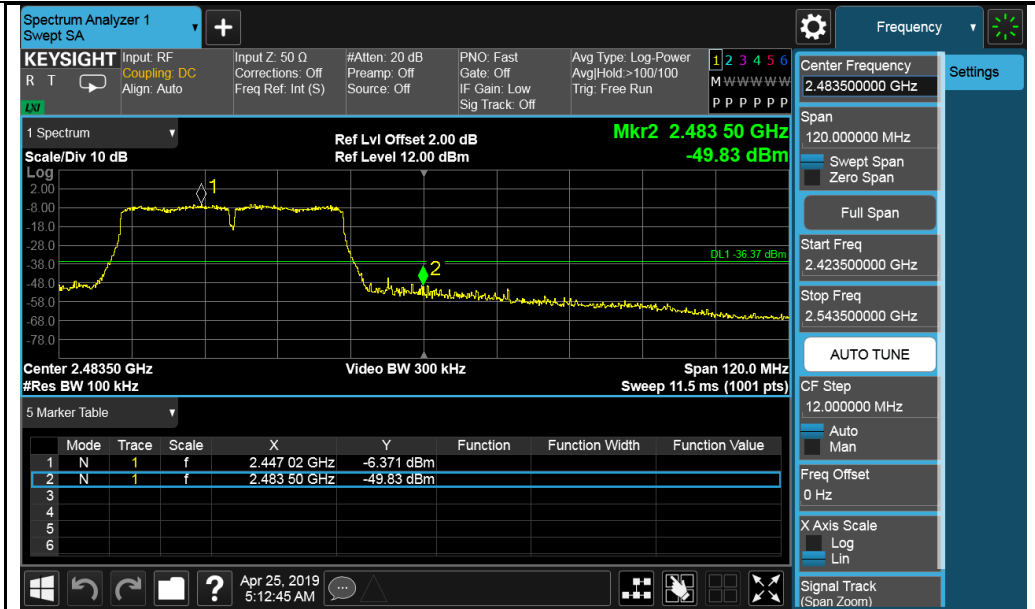 Spectrum Analyzer 1
Swept SA
Frequency
KEYSIGHT
R T
LXI
Input: RF
Coupling: DC
Align: Auto
Input Z: 50 Ω
Corrections: Off
Freq Ref: Int (S)
#Atten: 20 dB
Preamp: Off
Source: Off
PNO: Fast
Gate: Off
IF Gain: Low
Sig Track: Off
Avg Type: Log-Power
Avg|Hold:>100/100
Trig: Free Run
1 2 3 4 5 6
M W W W W W
P P P P P P
1 Spectrum
Scale/Div 10 dB
Ref Lvl Offset 2.00 dB
Ref Level 12.00 dBm
Mkr2 2.483 50 GHz
-49.83 dBm
Log
2.00
-8.00
-18.0
-28.0
-38.0
-48.0
-58.0
-68.0
-78.0
1
2
DL1 -36.37 dBm
Center 2.48350 GHz
#Res BW 100 kHz
Video BW 300 kHz
Span 120.0 MHz
Sweep 11.5 ms (1001 pts)
5 Marker Table
Mode Trace Scale X Y Function Function Width Function Value
1 N 1 f 2.447 02 GHz -6.371 dBm
2 N 1 f 2.483 50 GHz -49.83 dBm
3
4
5
6
Apr 25, 2019
5:12:45 AM
Center Frequency
2.483500000 GHz
Settings
Span
120.000000 MHz
Swept Span
Zero Span
Full Span
Start Freq
2.423500000 GHz
Stop Freq
2.543500000 GHz
AUTO TUNE
CF Step
12.000000 MHz
Auto
Man
Freq Offset
0 Hz
X Axis Scale
Log
Lin
Signal Track
(Span Zoom)